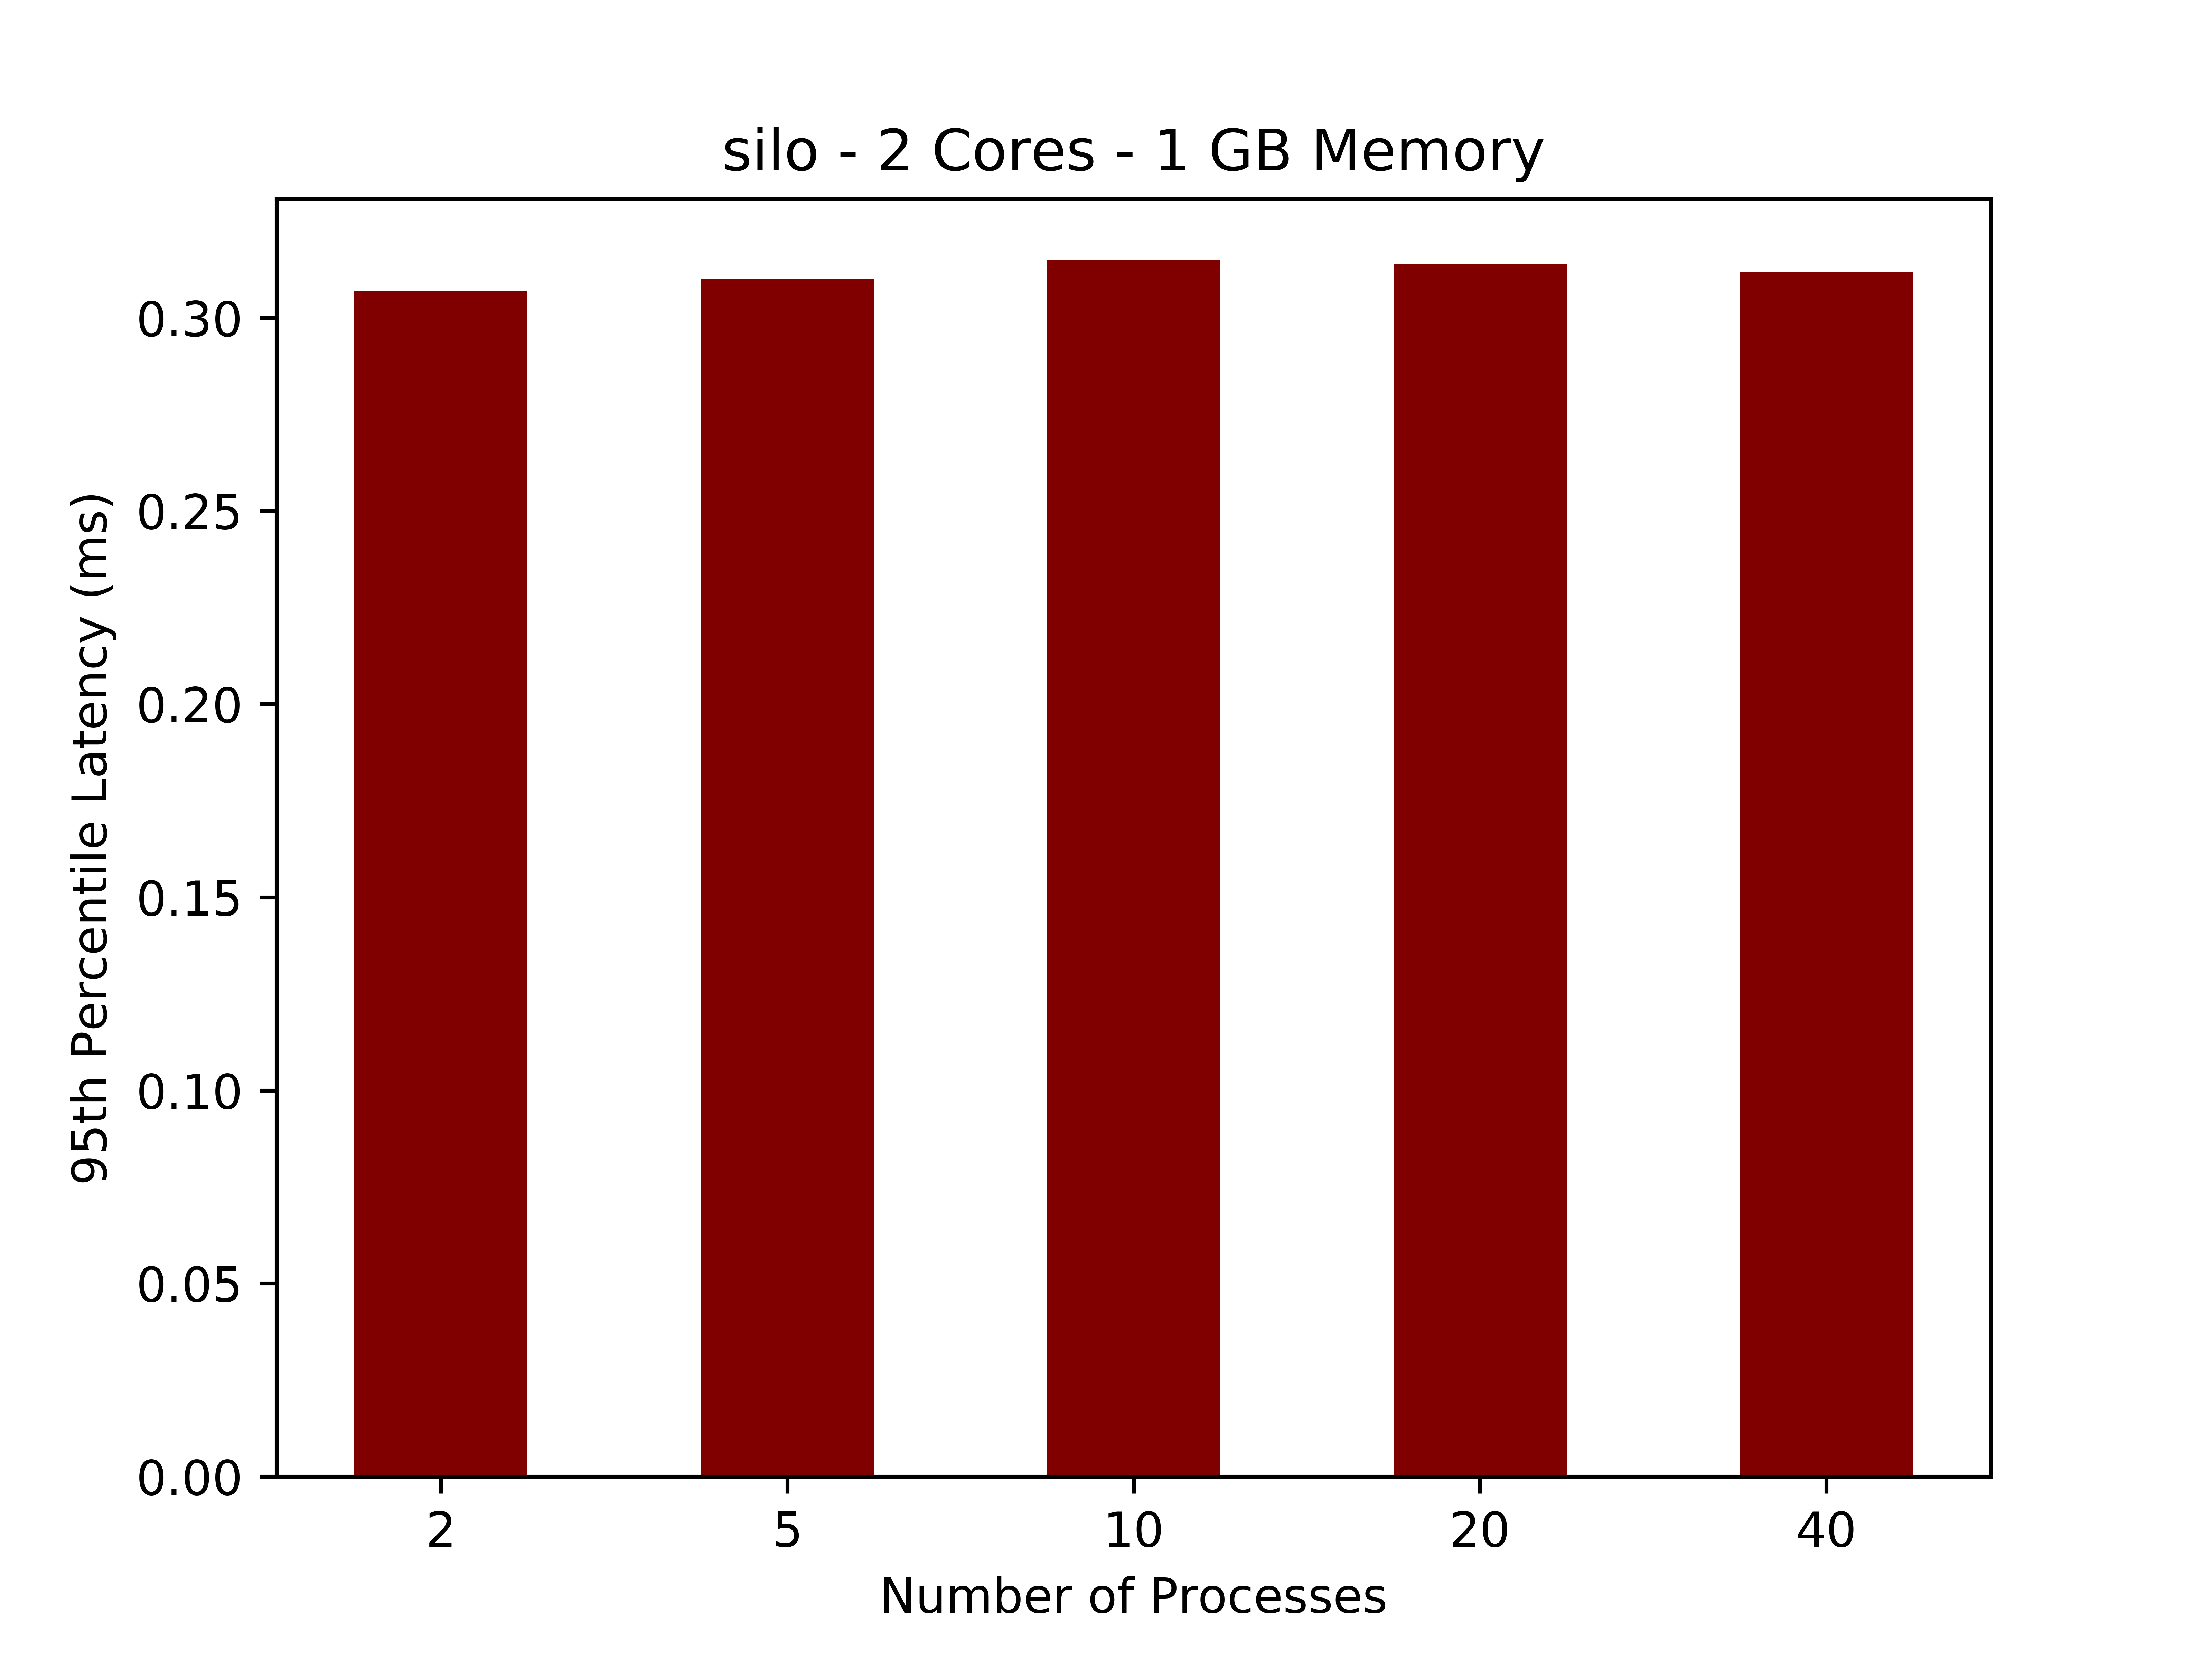 silo - 2 Cores - 1 GB Memory
95th Percentile Latency (ms)
0.30
0.25
0.20
0.15
0.10
0.05
0.00
2 5 10 20 40
Number of Processes